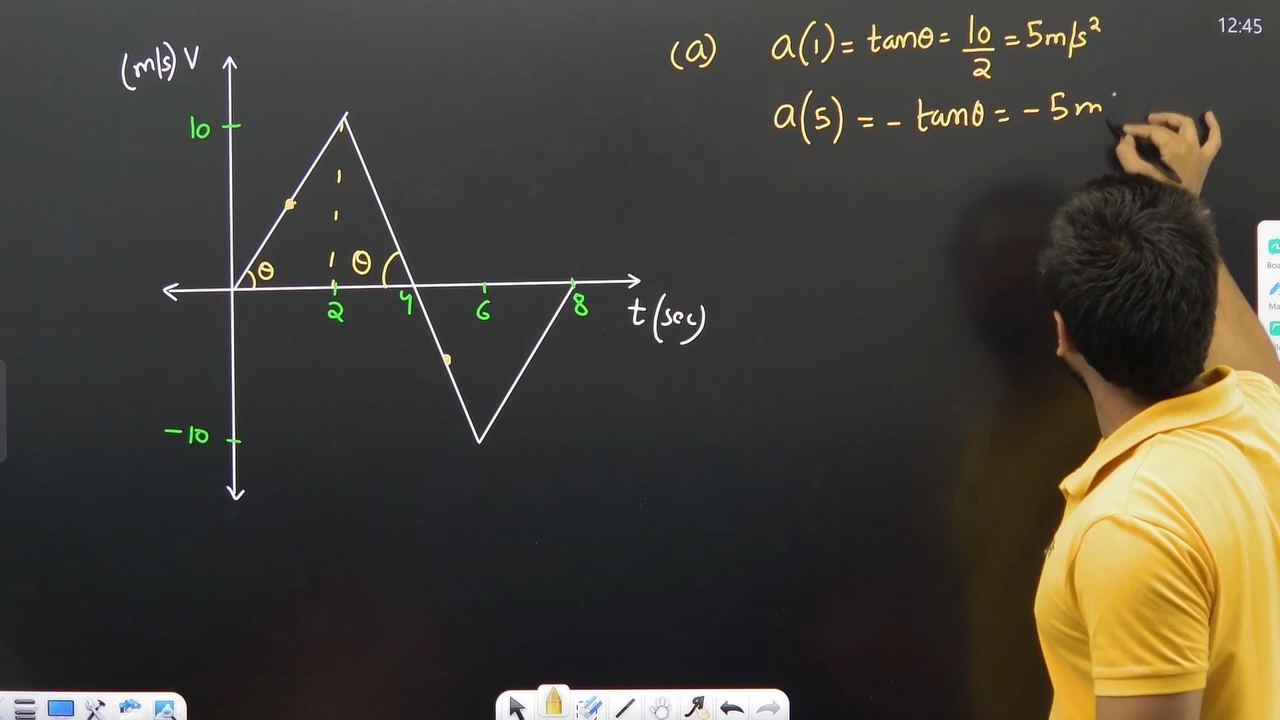 12:45
(a) a(1) = tanθ = 10/2 = 5m/s²
a(5) = - tanθ = - 5m
(m/s) V
10
θ θ
2 4 6 8
t (sec)
-10